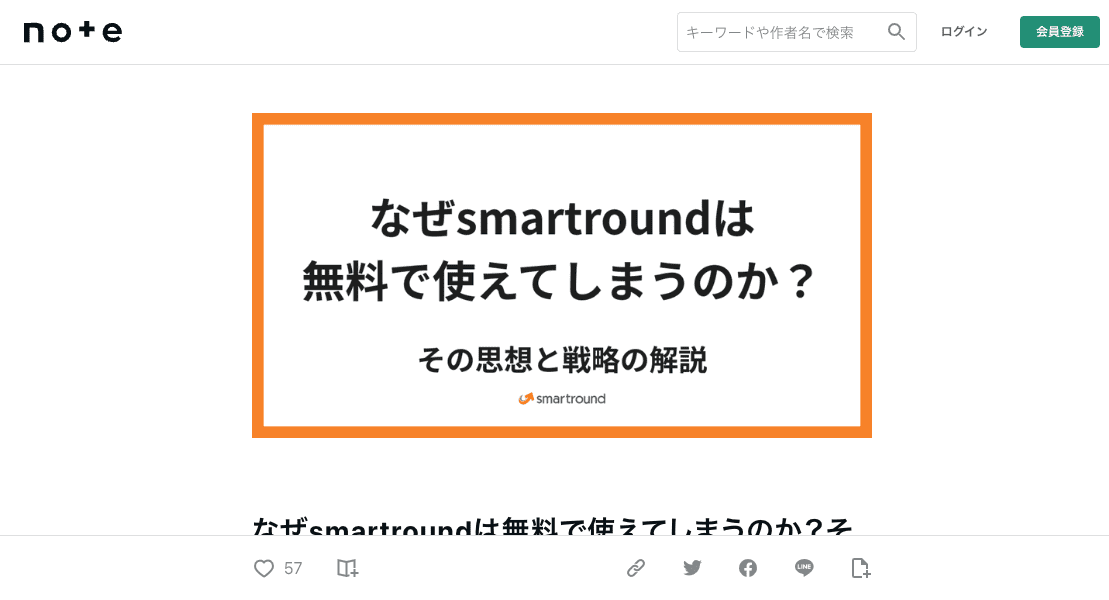 note
キーワードや作者名で検索
ログイン
会員登録
なぜsmartroundは
無料で使えてしまうのか？
その思想と戦略の解説
smartround
なぜsmartroundは無料で使えてしまうのか？そ
57
LINE